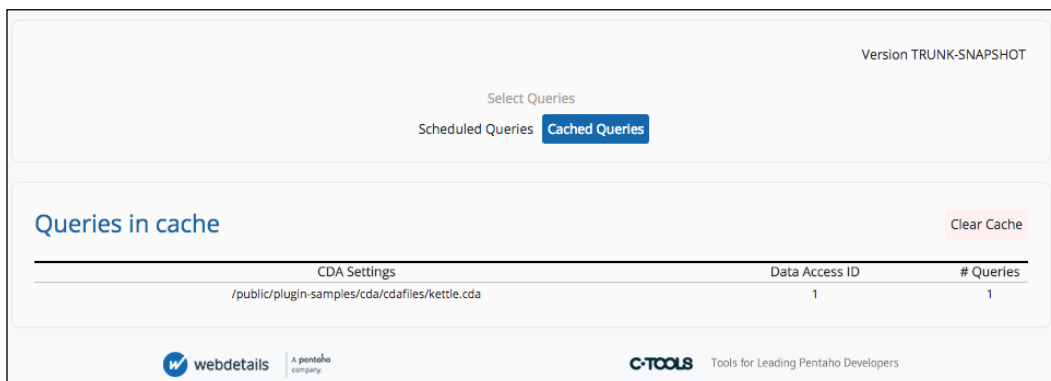 Version TRUNK-SNAPSHOT
Select Queries
Scheduled Queries Cached Queries
Queries in cache
Clear Cache
CDA Settings Data Access ID # Queries
/public/plugin-samples/cda/cdafiles/kettle.cda 1 1
webdetails A pentaho company. C-TOOLS Tools for Leading Pentaho Developers